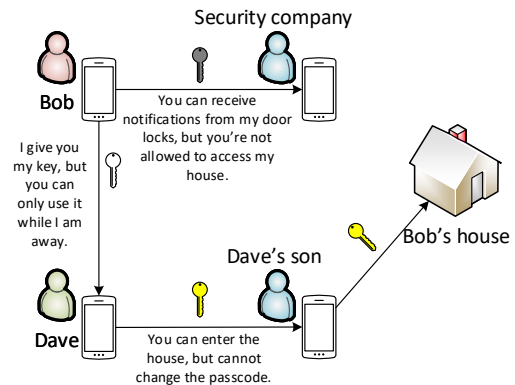 Security company
Bob
You can receive
notifications from my door
locks, but you're not
allowed to access my
house.
I give you
my key, but
you can
only use it
while I am
away.
Bob's house
Dave's son
Dave
You can enter the
house, but cannot
change the passcode.